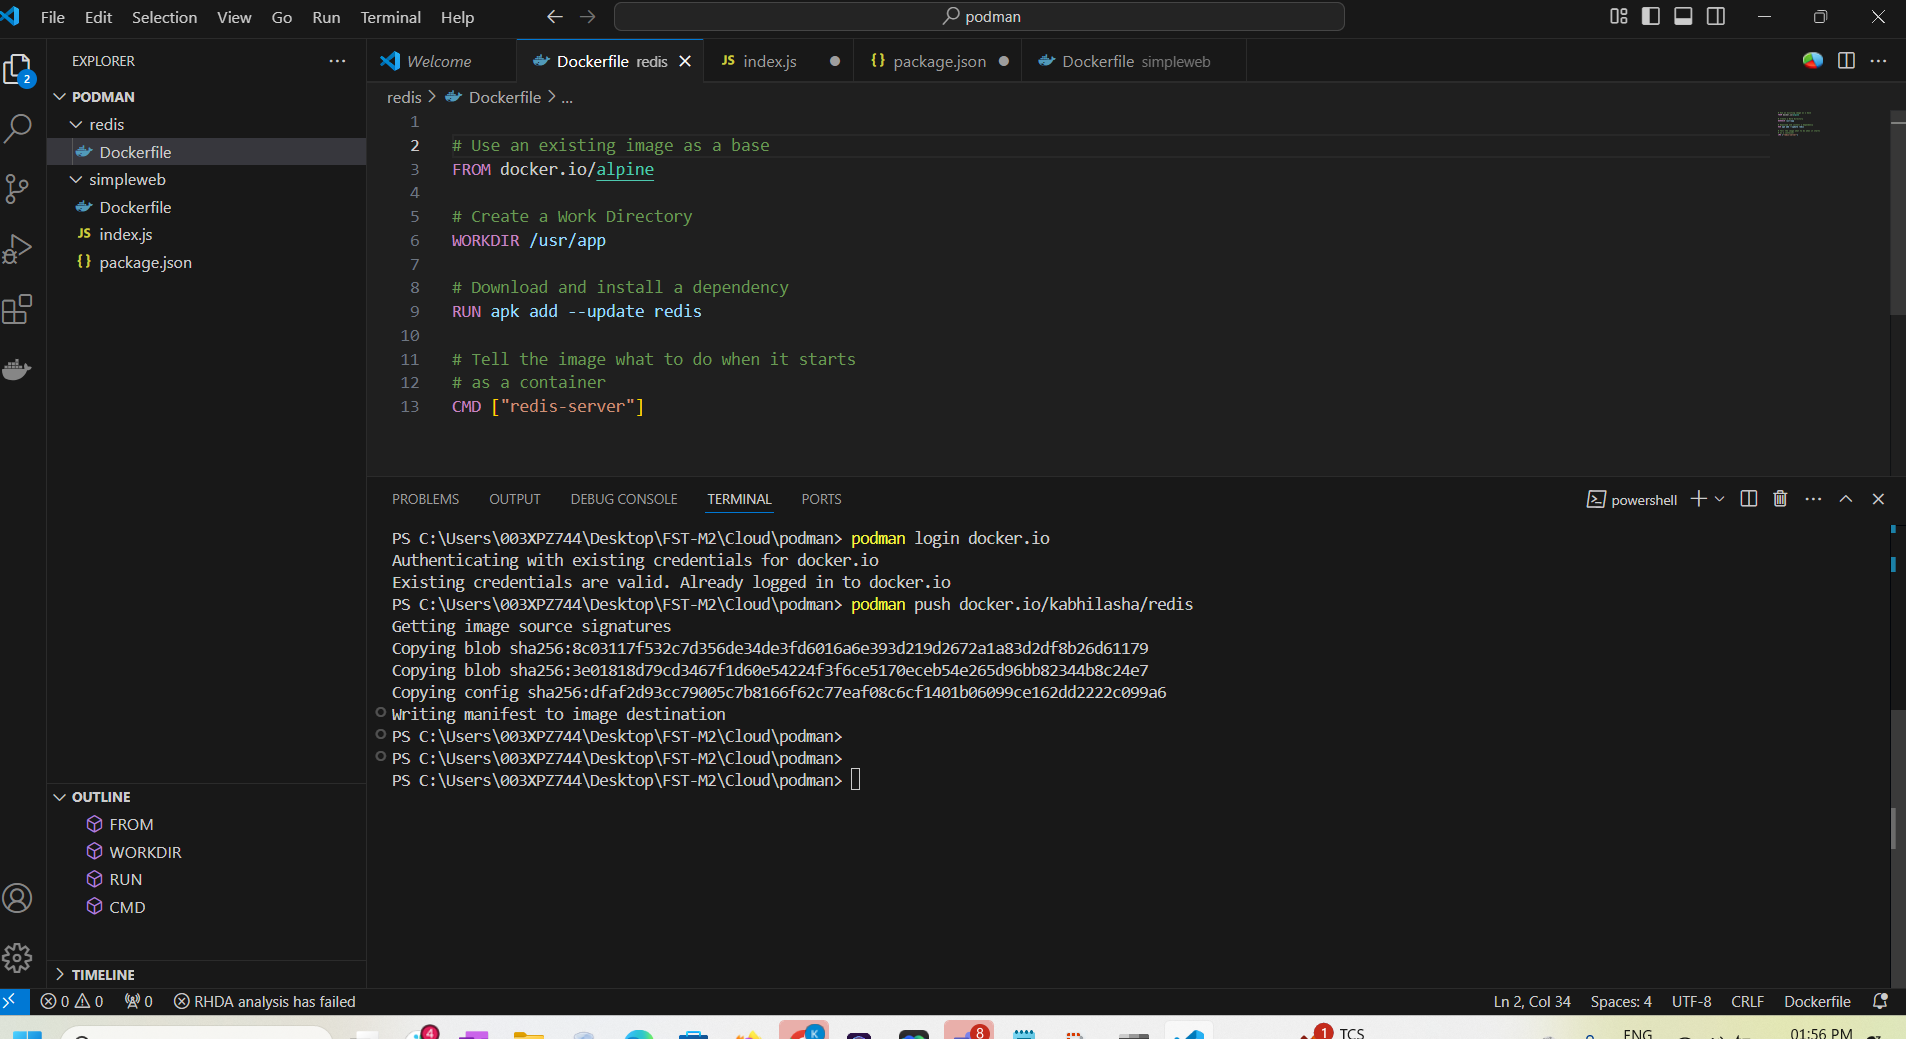 File Edit Selection View Go Run Terminal Help
podman
EXPLORER
2
PODMAN
redis
Dockerfile
simpleweb
Dockerfile
JS index.js
{} package.json
OUTLINE
FROM
WORKDIR
RUN
CMD
TIMELINE
Welcome
Dockerfile redis
JS index.js
{} package.json
Dockerfile simpleweb
redis > Dockerfile > ...
1
2 # Use an existing image as a base
3 FROM docker.io/alpine
4
5 # Create a Work Directory
6 WORKDIR /usr/app
7
8 # Download and install a dependency
9 RUN apk add --update redis
10
11 # Tell the image what to do when it starts
12 # as a container
13 CMD ["redis-server"]
PROBLEMS OUTPUT DEBUG CONSOLE TERMINAL PORTS
powershell
PS C:\Users\003XPZ744\Desktop\FST-M2\Cloud\podman> podman login docker.io
Authenticating with existing credentials for docker.io
Existing credentials are valid. Already logged in to docker.io
PS C:\Users\003XPZ744\Desktop\FST-M2\Cloud\podman> podman push docker.io/kabhilasha/redis
Getting image source signatures
Copying blob sha256:8c03117f532c7d356de34de3fd6016a6e393d219d2672a1a83d2df8b26d61179
Copying blob sha256:3e01818d79cd3467f1d60e54224f3f6ce5170eceb54e265d96bb82344b8c24e7
Copying config sha256:dfaf2d93cc79005c7b8166f62c77eaf08c6cf1401b06099ce162dd2222c099a6
Writing manifest to image destination
PS C:\Users\003XPZ744\Desktop\FST-M2\Cloud\podman>
PS C:\Users\003XPZ744\Desktop\FST-M2\Cloud\podman>
PS C:\Users\003XPZ744\Desktop\FST-M2\Cloud\podman>
0 0 0 RHDA analysis has failed
Ln 2, Col 34 Spaces: 4 UTF-8 CRLF Dockerfile
4 K 8 1 TCS ENG 01:56 PM